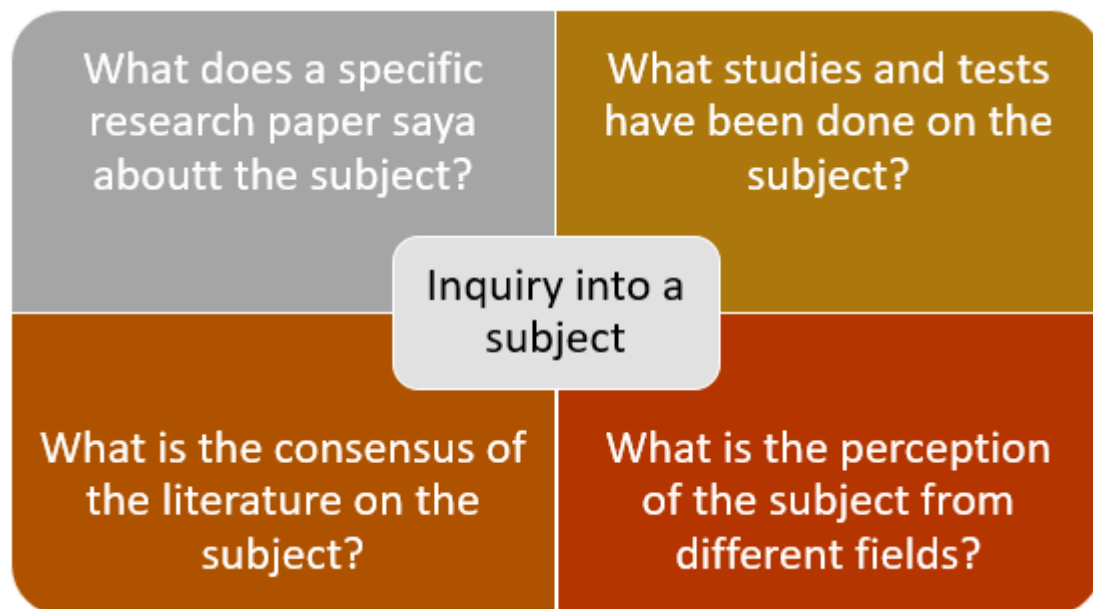 What does a specific
research paper saya
aboutt the subject?
What studies and tests
have been done on the
subject?
Inquiry into a
subject
What is the consensus of
the literature on the
subject?
What is the perception
of the subject from
different fields?